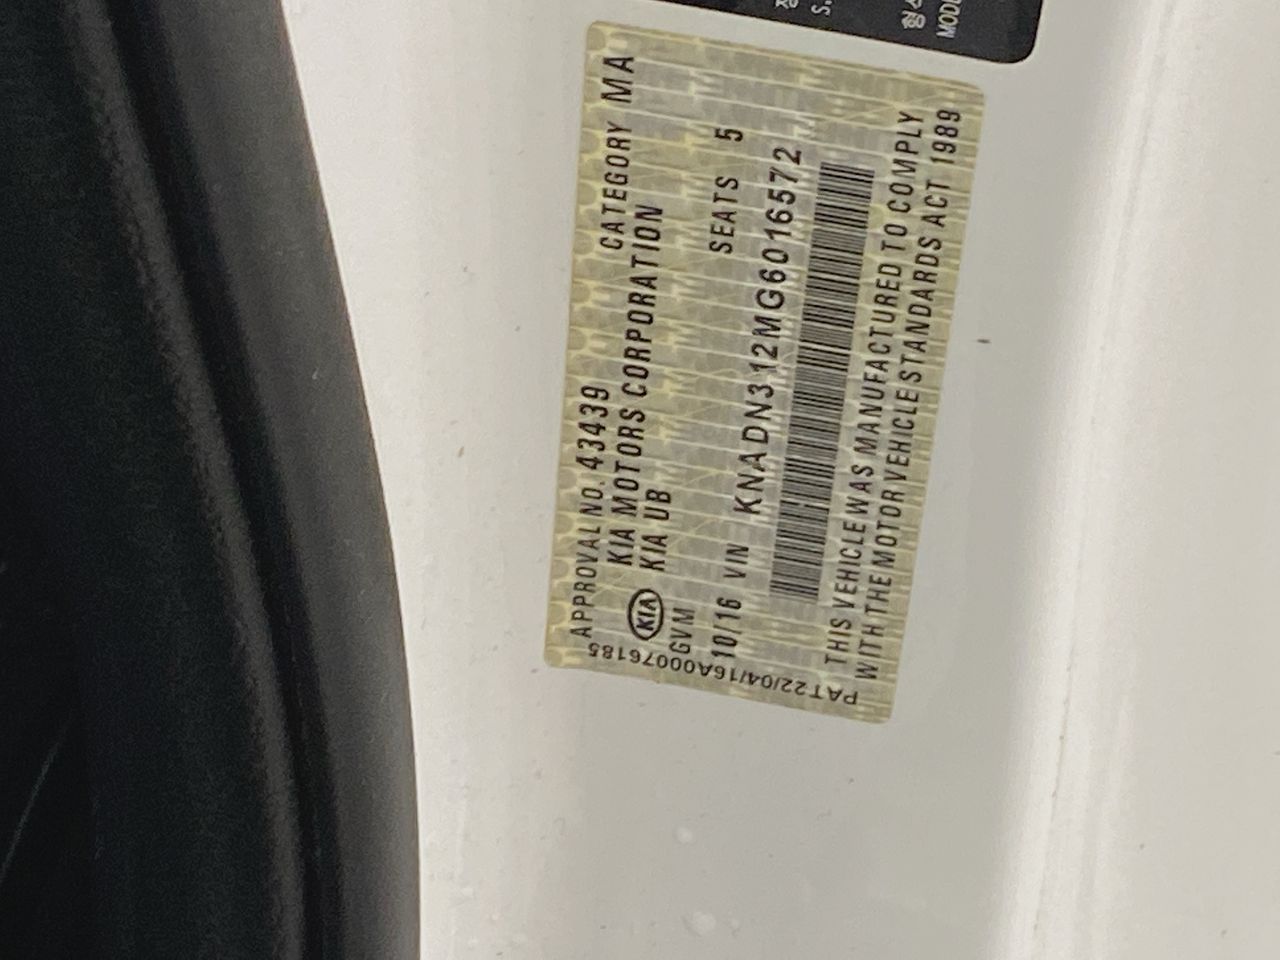 APPROVAL NO. 43439 CATEGORY MA
KIA MOTORS CORPORATION
KIA KIA UB
GVM SEATS 5
10/16 VIN KNADN312MG6016572
THIS VEHICLE WAS MANUFACTURED TO COMPLY
WITH THE MOTOR VEHICLE STANDARDS ACT 1989
PAT22/04/16A00076185